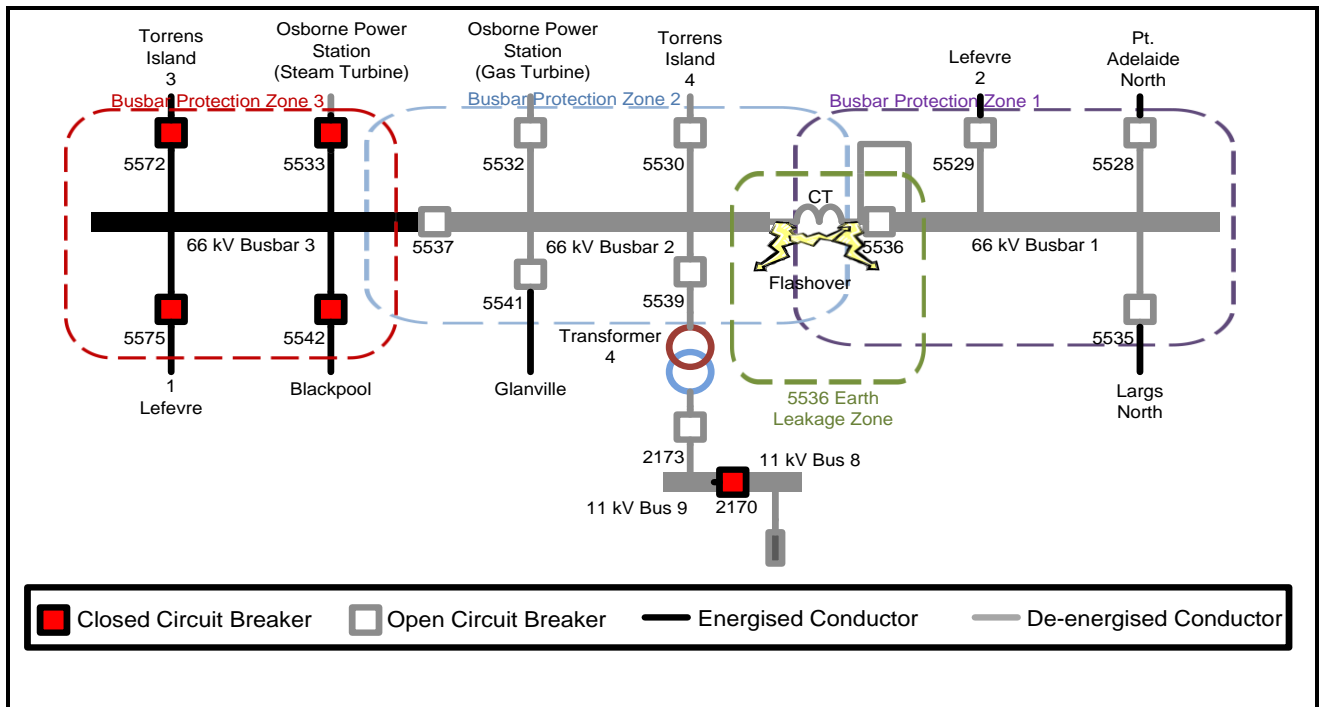 Torrens
Island
3
Osborne Power
Station
(Steam Turbine)
Osborne Power
Station
(Gas Turbine)
Torrens
Island
4
Lefevre
2
Pt.
Adelaide
North
Busbar Protection Zone 3
Busbar Protection Zone 2
Busbar Protection Zone 1
5572
5533
5532
5530
5529
5528
CT
66 kV Busbar 3
5537
66 kV Busbar 2
5536
66 kV Busbar 1
Flashover
5541
5539
5575
5542
Transformer
4
5535
1
Lefevre
Blackpool
Glanville
5536 Earth
Leakage Zone
Largs
North
2173
11 kV Bus 8
11 kV Bus 9
2170
Closed Circuit Breaker
Open Circuit Breaker
Energised Conductor
De-energised Conductor